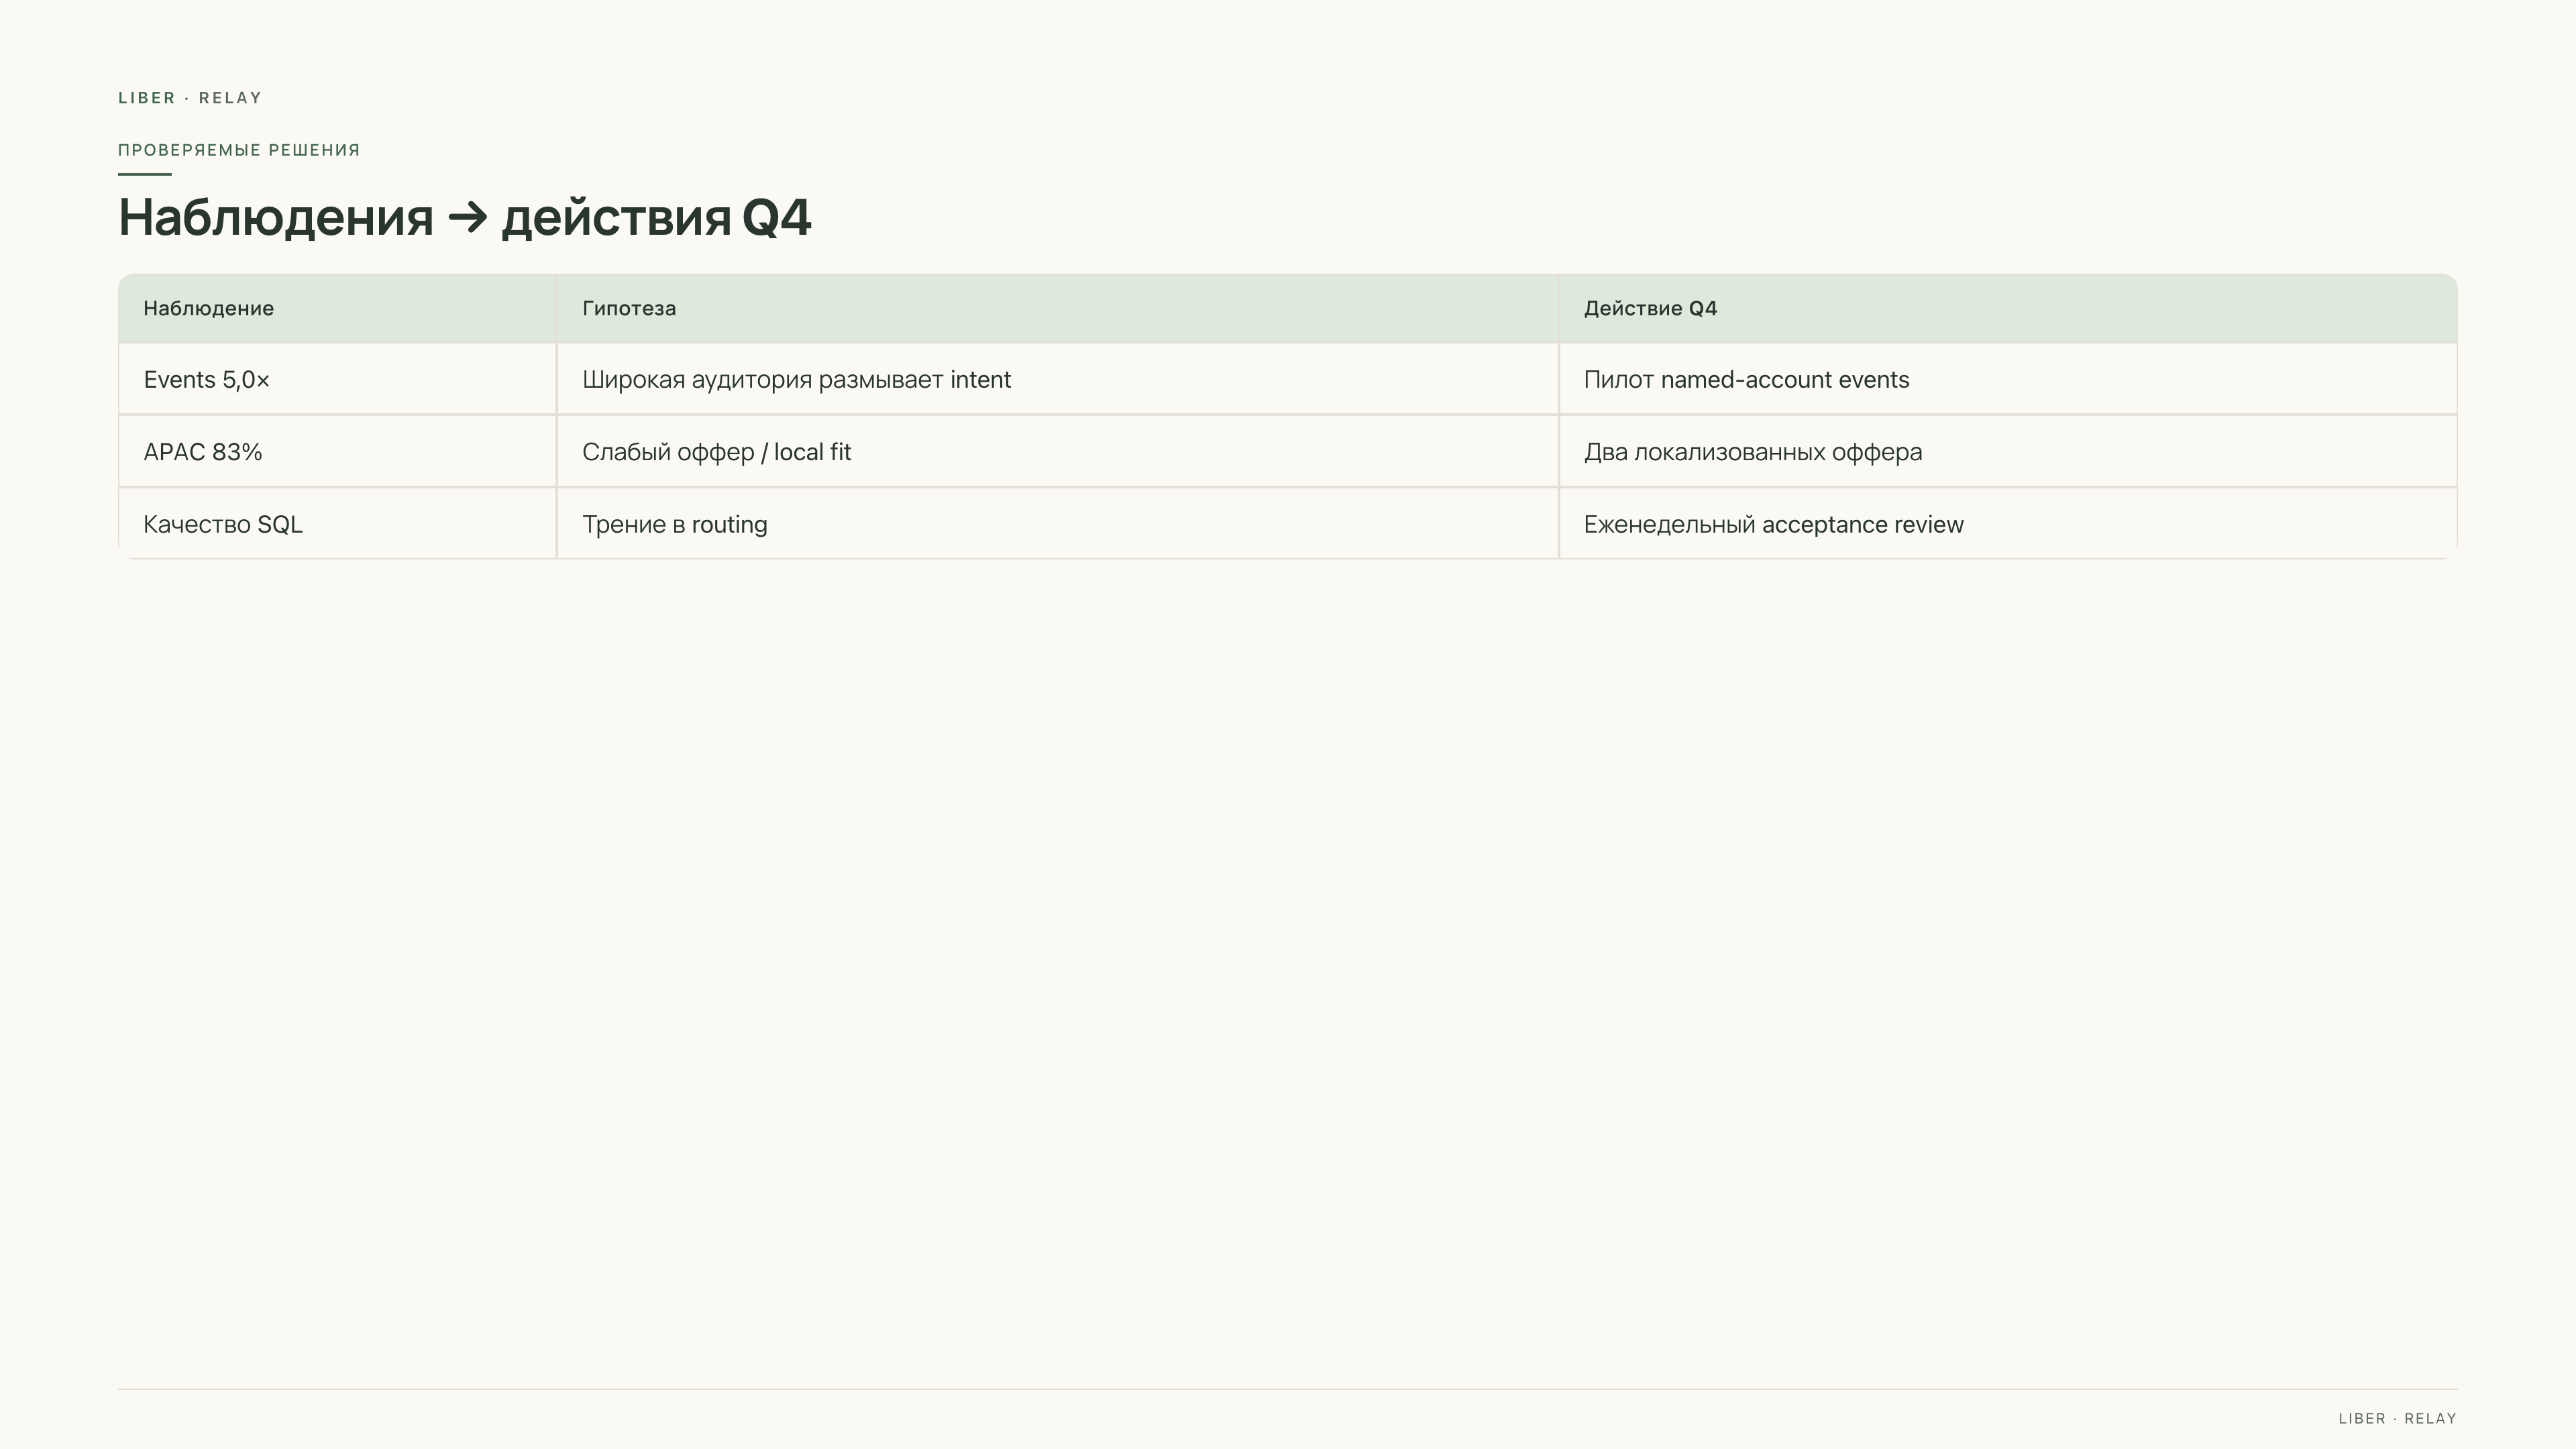 LIBER · RELAY
ПРОВЕРЯЕМЫЕ РЕШЕНИЯ
Наблюдения → действия Q4
Наблюдение Гипотеза Действие Q4
Events 5,0× Широкая аудитория размывает intent Пилот named-account events
APAC 83% Слабый оффер / local fit Два локализованных оффера
Качество SQL Трение в routing Еженедельный acceptance review
LIBER · RELAY